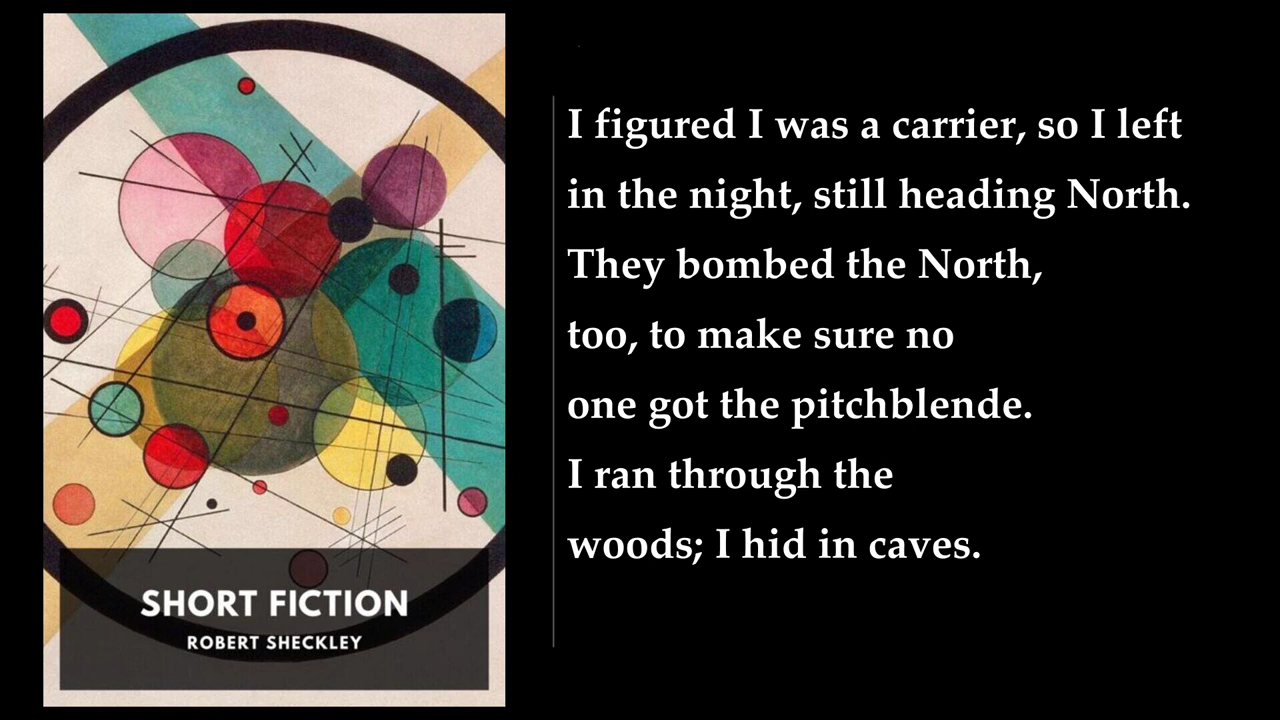 SHORT FICTION
ROBERT SHECKLEY
I figured I was a carrier, so I left
in the night, still heading North.
They bombed the North,
too, to make sure no
one got the pitchblende.
I ran through the
woods; I hid in caves.